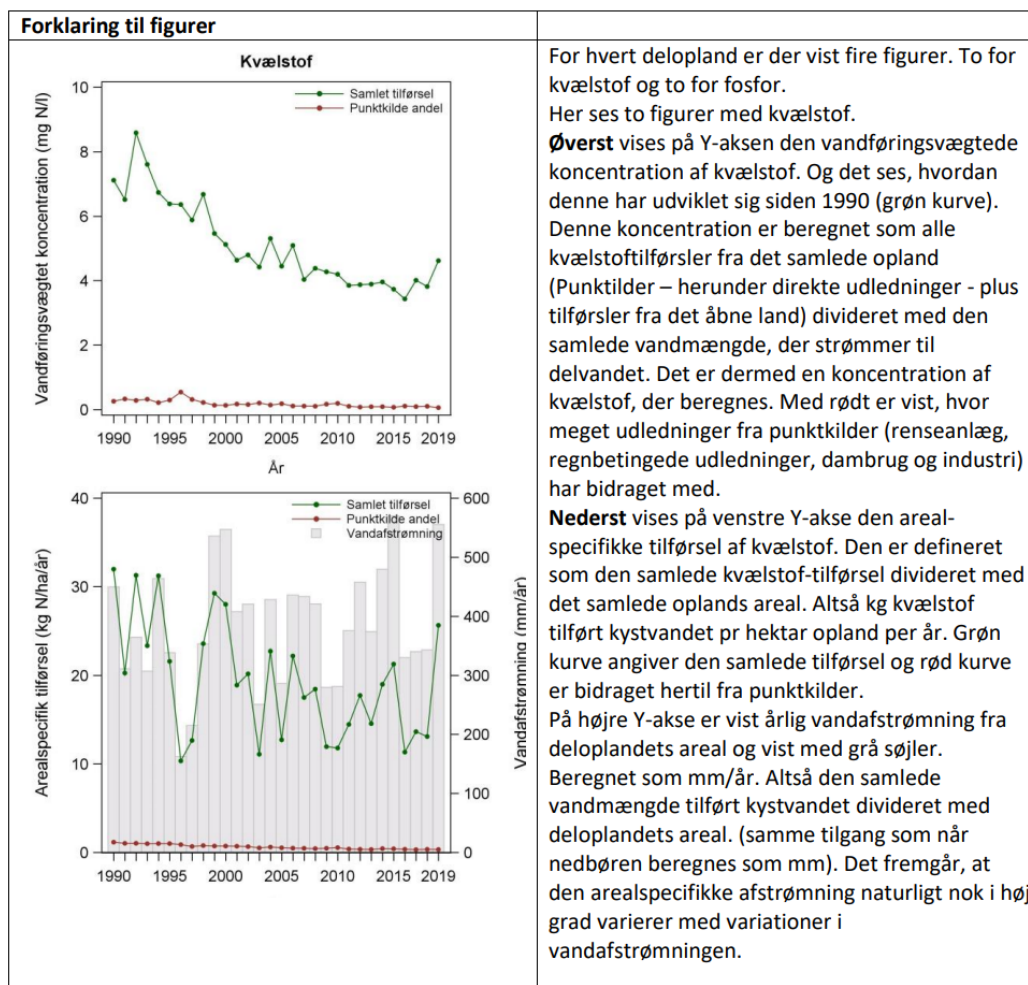 Forklaring til figurer
Kvælstof
Vandføringsvægtet koncentration (mg N/l)
10
8
6
4
2
0
Samlet tilførsel
Punktkilde andel
1990 1995 2000 2005 2010 2015 2019
År
Arealspecifik tilførsel (kg N/ha/år)
40
30
20
10
0
Samlet tilførsel
Punktkilde andel
Vandafstrømning
600
500
400
300
200
100
0
Vandafstrømning (mm/år)
1990 1995 2000 2005 2010 2015 2019
For hvert delopland er der vist fire figurer. To for
kvælstof og to for fosfor.
Her ses to figurer med kvælstof.
Øverst vises på Y-aksen den vandføringsvægtede
koncentration af kvælstof. Og det ses, hvordan
denne har udviklet sig siden 1990 (grøn kurve).
Denne koncentration er beregnet som alle
kvælstoftilførsler fra det samlede opland
(Punktilder – herunder direkte udledninger - plus
tilførsler fra det åbne land) divideret med den
samlede vandmængde, der strømmer til
delvandet. Det er dermed en koncentration af
kvælstof, der beregnes. Med rødt er vist, hvor
meget udledninger fra punktkilder (renseanlæg,
regnbetingede udledninger, dambrug og industri)
har bidraget med.
Nederst vises på venstre Y-akse den areal-
specifikke tilførsel af kvælstof. Den er defineret
som den samlede kvælstof-tilførsel divideret med
det samlede oplands areal. Altså kg kvælstof
tilført kystvandet pr hektar opland per år. Grøn
kurve angiver den samlede tilførsel og rød kurve
er bidraget hertil fra punktkilder.
På højre Y-akse er vist årlig vandafstrømning fra
deloplandets areal og vist med grå søjler.
Beregnet som mm/år. Altså den samlede
vandmængde tilført kystvandet divideret med
deloplandets areal. (samme tilgang som når
nedbøren beregnes som mm). Det fremgår, at
den arealspecifikke afstrømning naturligt nok i høj
grad varierer med variationer i
vandafstrømningen.